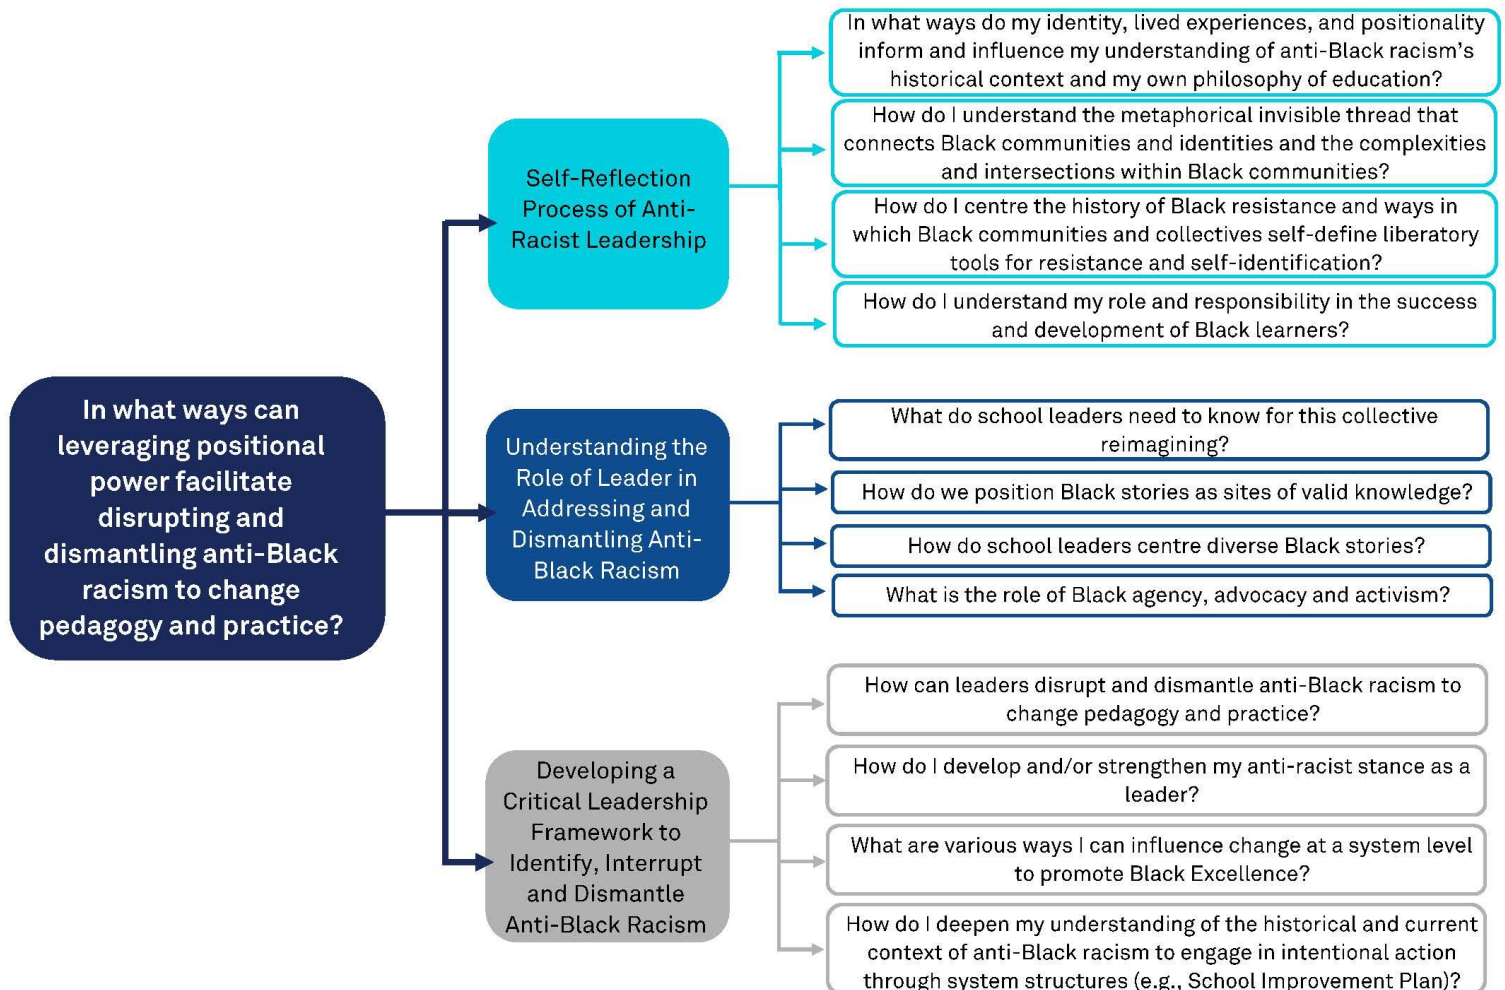 In what ways can
leveraging positional
power facilitate
disrupting and
dismantling anti-Black
racism to change
pedagogy and practice?
Self-Reflection
Process of Anti-
Racist Leadership
In what ways do my identity, lived experiences, and positionality
inform and influence my understanding of anti-Black racism's
historical context and my own philosophy of education?
How do I understand the metaphorical invisible thread that
connects Black communities and identities and the complexities
and intersections within Black communities?
How do I centre the history of Black resistance and ways in
which Black communities and collectives self-define liberatory
tools for resistance and self-identification?
How do I understand my role and responsibility in the success
and development of Black learners?
Understanding the
Role of Leader in
Addressing and
Dismantling Anti-
Black Racism
What do school leaders need to know for this collective
reimagining?
How do we position Black stories as sites of valid knowledge?
How do school leaders centre diverse Black stories?
What is the role of Black agency, advocacy and activism?
Developing a
Critical Leadership
Framework to
Identify, Interrupt
and Dismantle
Anti-Black Racism
How can leaders disrupt and dismantle anti-Black racism to
change pedagogy and practice?
How do I develop and/or strengthen my anti-racist stance as a
leader?
What are various ways I can influence change at a system level
to promote Black Excellence?
How do I deepen my understanding of the historical and current
context of anti-Black racism to engage in intentional action
through system structures (e.g., School Improvement Plan)?